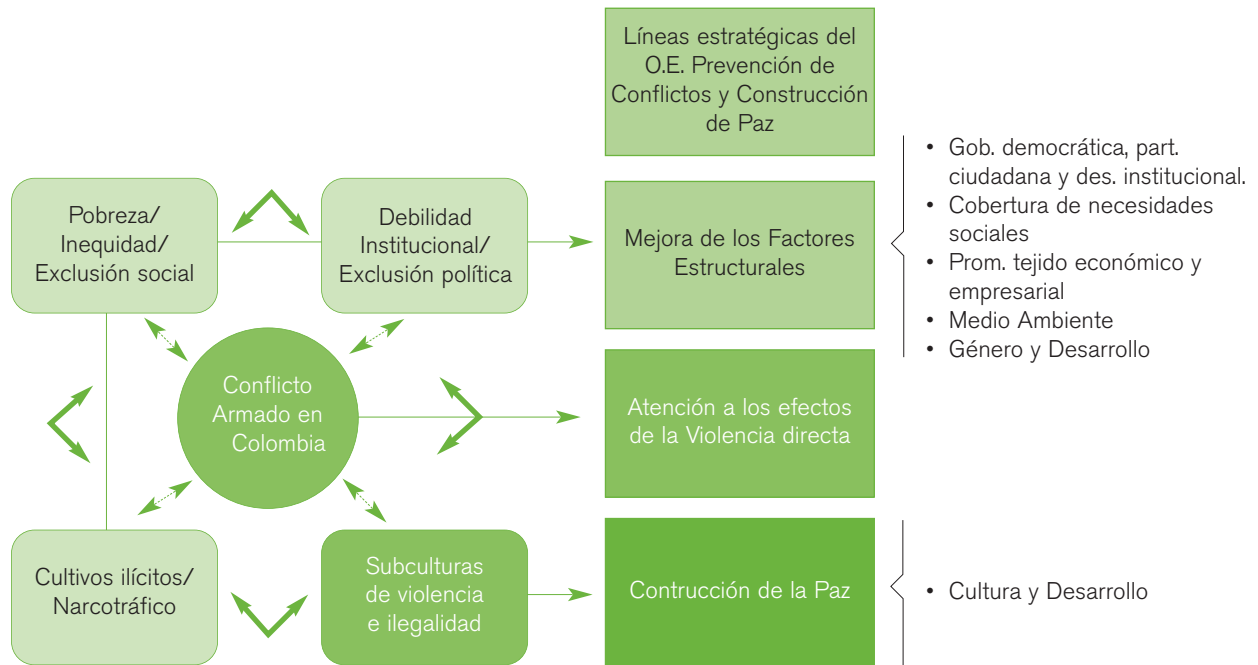 Líneas estratégicas del
O.E. Prevención de
Conflictos y Construcción
de Paz
Pobreza/
Inequidad/
Exclusión social
Debilidad
Institucional/
Exclusión política
Mejora de los Factores
Estructurales
• Gob. democrática, part.
ciudadana y des. institucional.
• Cobertura de necesidades
sociales
• Prom. tejido económico y
empresarial
• Medio Ambiente
• Género y Desarrollo
Conflicto
Armado en
Colombia
Atención a los efectos
de la Violencia directa
Cultivos ilícitos/
Narcotráfico
Subculturas
de violencia
e ilegalidad
Contrucción de la Paz
• Cultura y Desarrollo